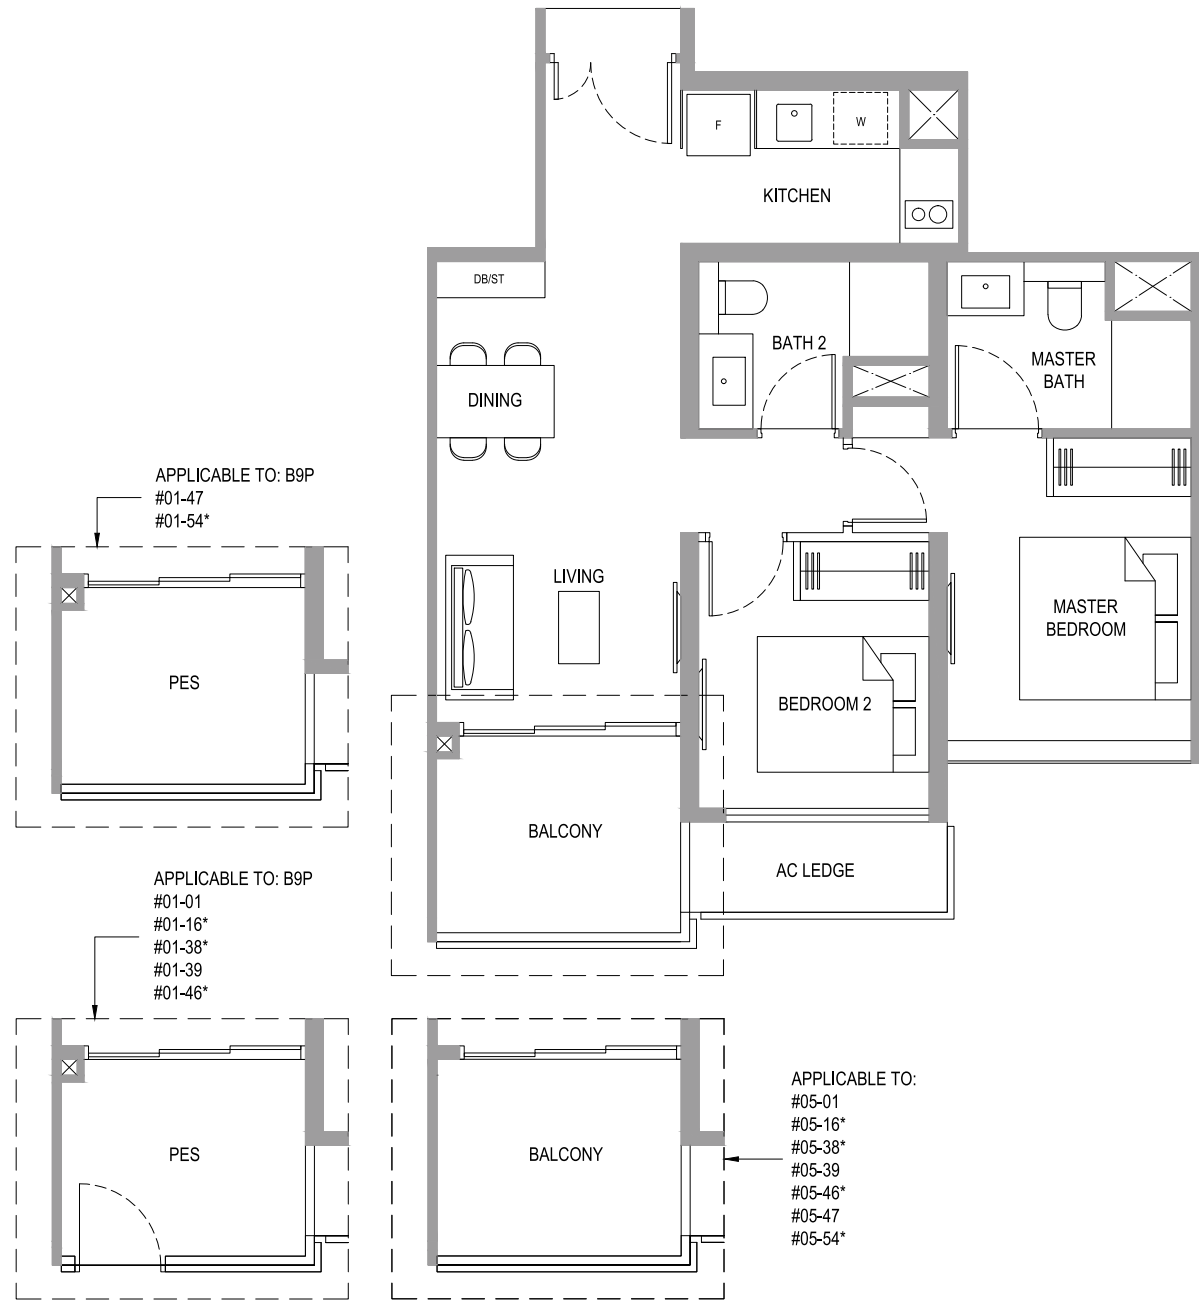 F
W
KITCHEN
DB/ST
BATH 2
MASTER
BATH
DINING
APPLICABLE TO: B9P
#01-47
#01-54*
LIVING
MASTER
BEDROOM
PES
BEDROOM 2
BALCONY
AC LEDGE
APPLICABLE TO: B9P
#01-01
#01-16*
#01-38*
#01-39
#01-46*
PES
BALCONY
APPLICABLE TO:
#05-01
#05-16*
#05-38*
#05-39
#05-46*
#05-47
#05-54*